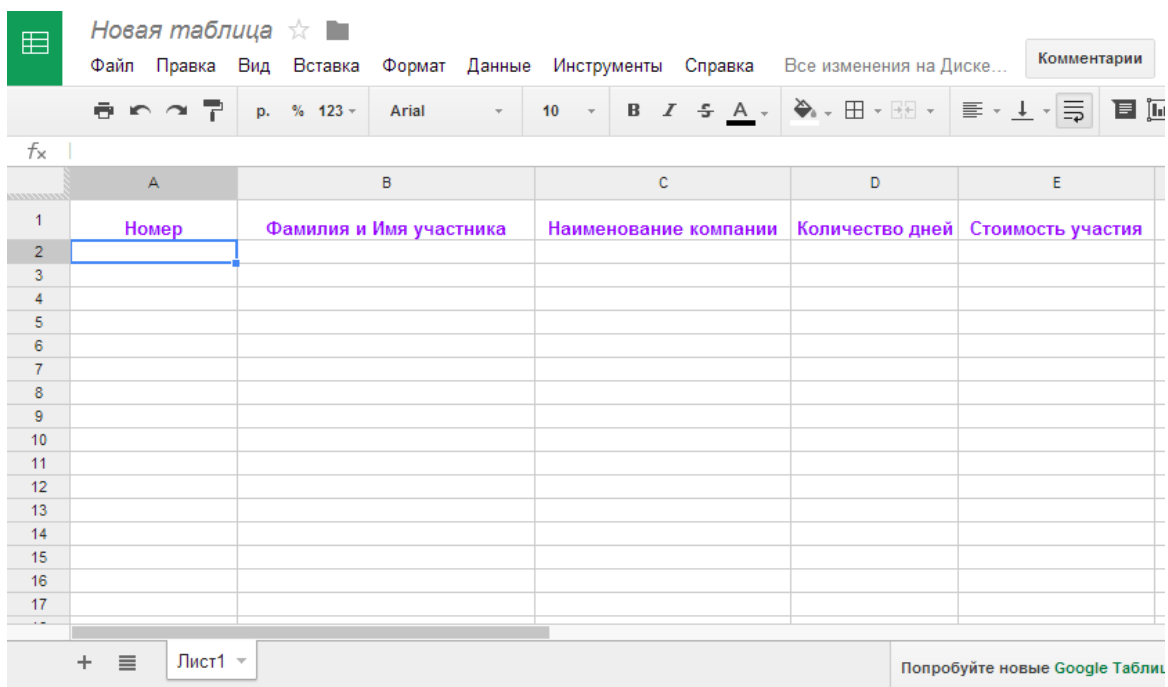 Новая таблица
Файл Правка Вид Вставка Формат Данные Инструменты Справка Все изменения на Диске... Комментарии
р. % 123 Arial 10 B I S A
fx
A B C D E
1 Номер Фамилия и Имя участника Наименование компании Количество дней Стоимость участия
2
3
4
5
6
7
8
9
10
11
12
13
14
15
16
17
Лист1
Попробуйте новые Google